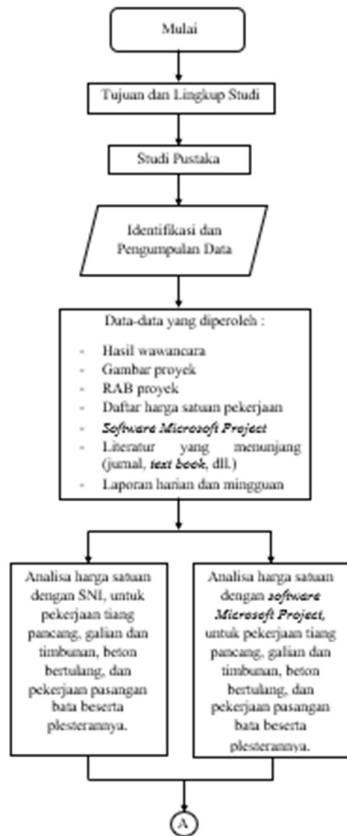 Mulai
Tujuan dan Lingkup Studi
Studi Pustaka
Identifikasi dan
Pengumpulan Data
Data-data yang diperoleh :
- Hasil wawancara
- Gambar proyek
- RAB proyek
- Daftar harga satuan pekerjaan
- Software Microsoft Project
- Literatur yang menunjang
(jurnal, text book, dll.)
- Laporan harian dan mingguan
Analisa harga satuan
dengan SNI, untuk
pekerjaan tiang
pancang, galian dan
timbunan, beton
bertulang, dan
pekerjaan pasangan
bata beserta
plesterannya.
Analisa harga satuan
dengan software
Microsoft Project,
untuk pekerjaan tiang
pancang, galian dan
timbunan, beton
bertulang, dan
pekerjaan pasangan
bata beserta
plesterannya.
A